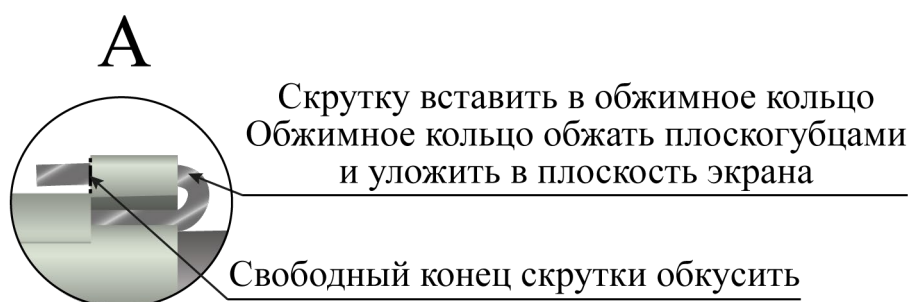 А
Скрутку вставить в обжимное кольцо
Обжимное кольцо обжать плоскогубцами
и уложить в плоскость экрана
Свободный конец скрутки обкусить